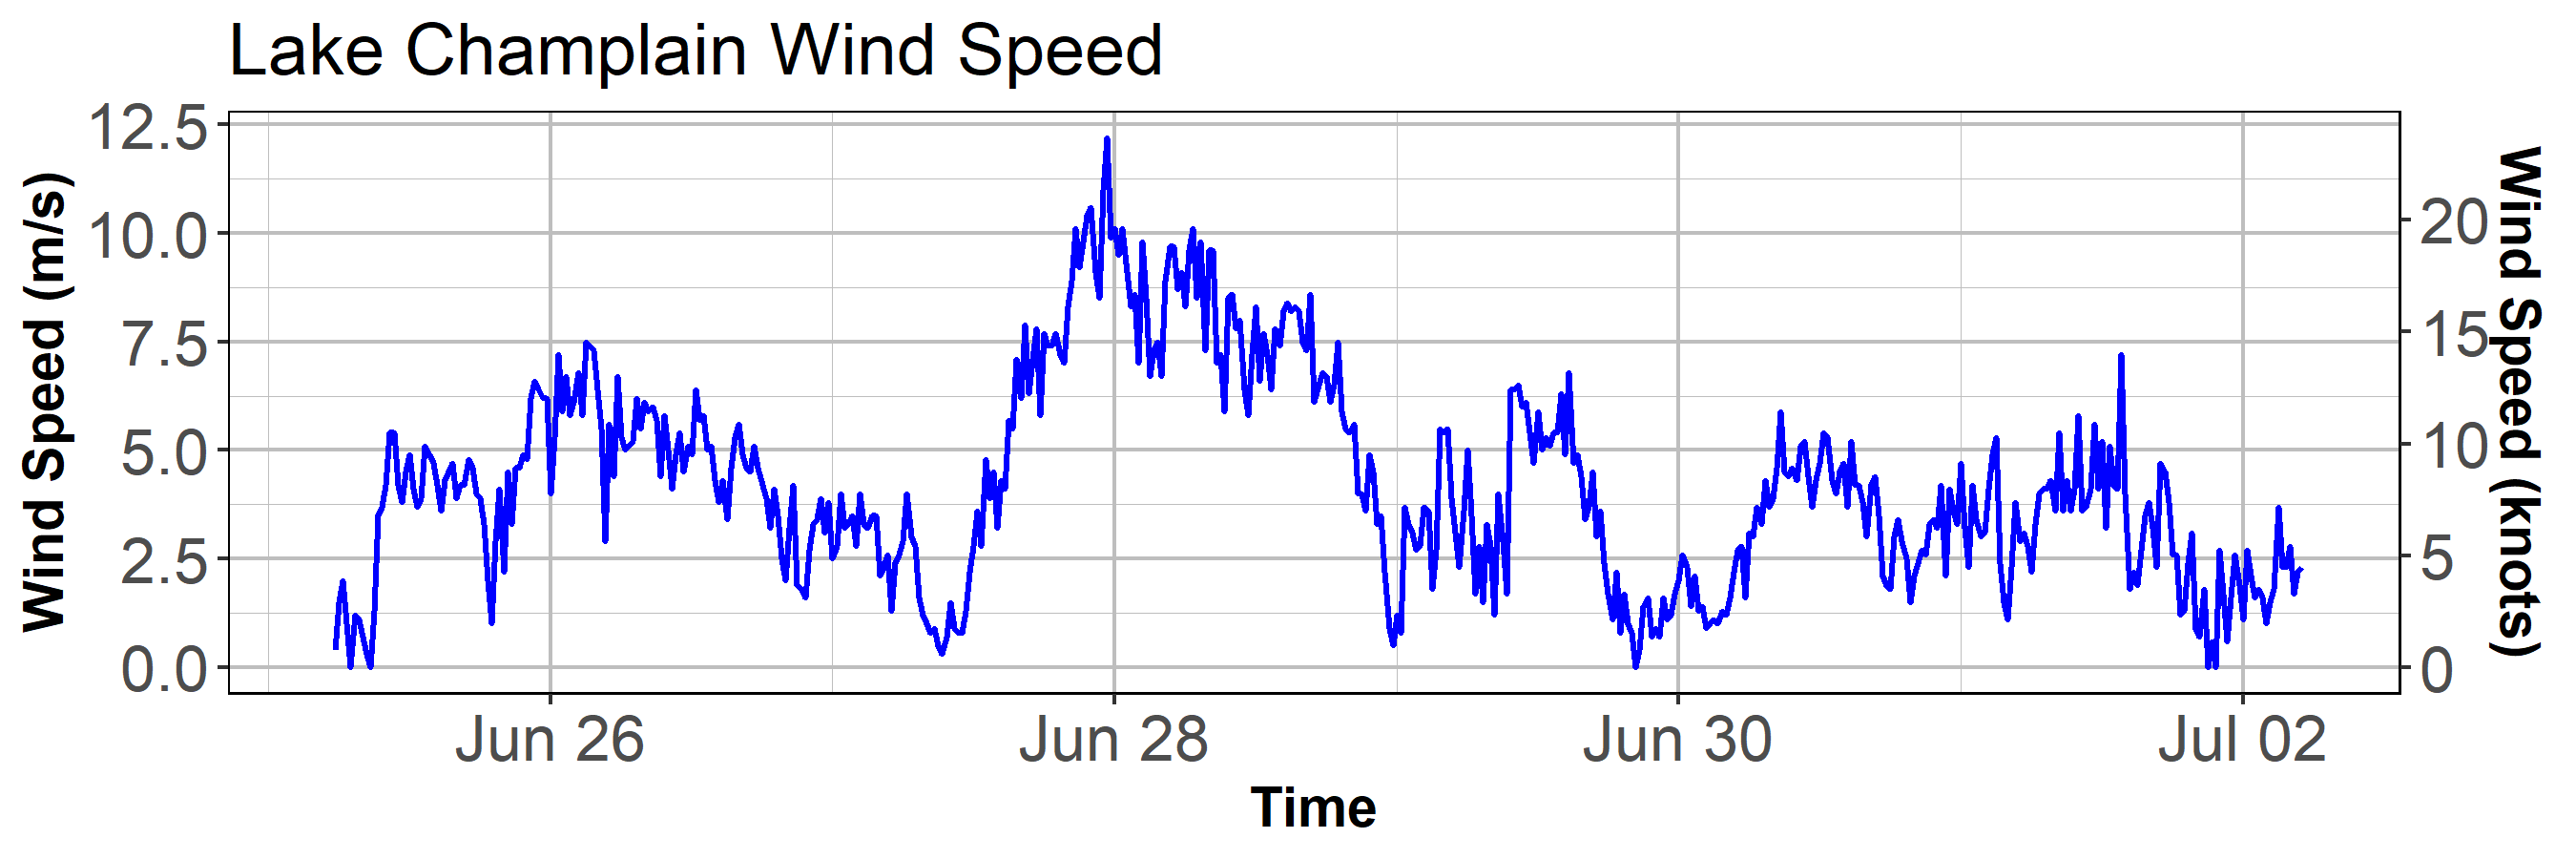 Lake Champlain Wind Speed
Wind Speed (m/s)
12.5
10.0
7.5
5.0
2.5
0.0
20
15
10
5
0
Wind Speed (knots)
Jun 26
Jun 28
Jun 30
Jul 02
Time